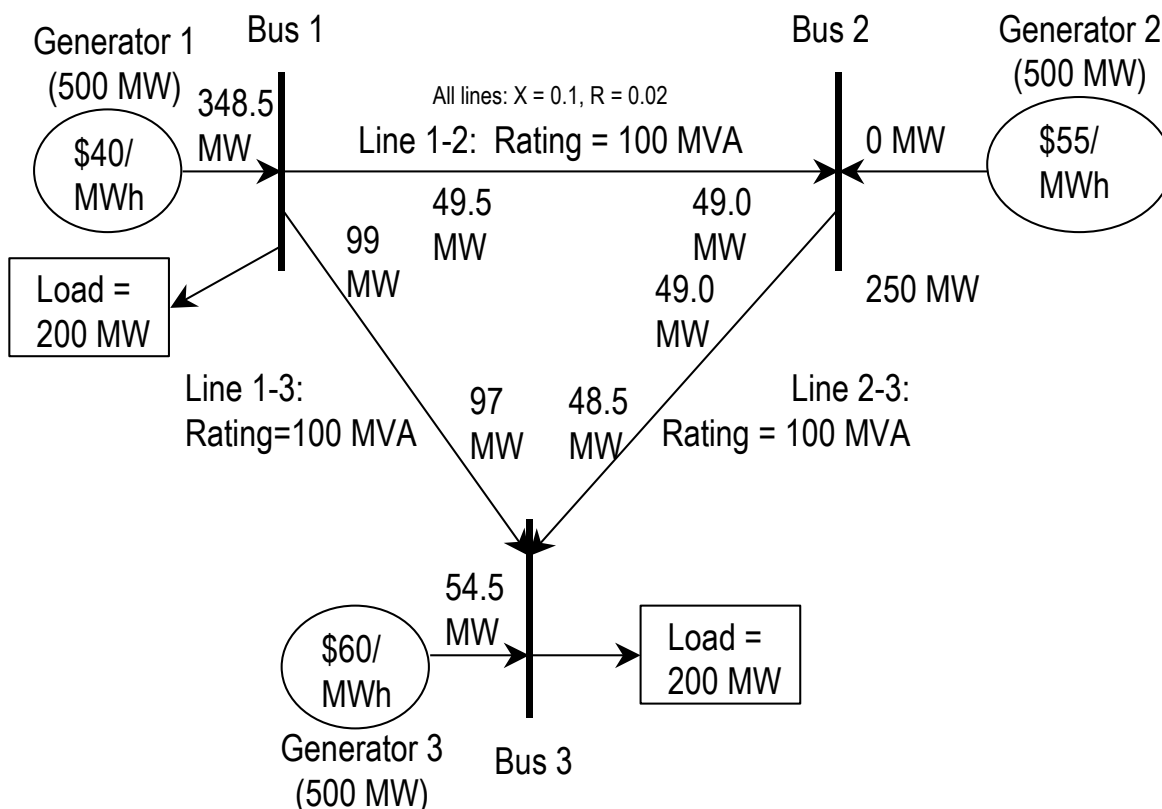 Generator 1
(500 MW)
Bus 1
Bus 2
Generator 2
(500 MW)
348.5
MW
All lines: X = 0.1, R = 0.02
Line 1-2:  Rating = 100 MVA
0 MW
$40/
MWh
$55/
MWh
49.5
MW
49.0
MW
99
MW
49.0
MW
250 MW
Load =
200 MW
Line 1-3:
Rating=100 MVA
97
MW
48.5
MW
Line 2-3:
Rating = 100 MVA
54.5
MW
$60/
MWh
Load =
200 MW
Generator 3
(500 MW)
Bus 3